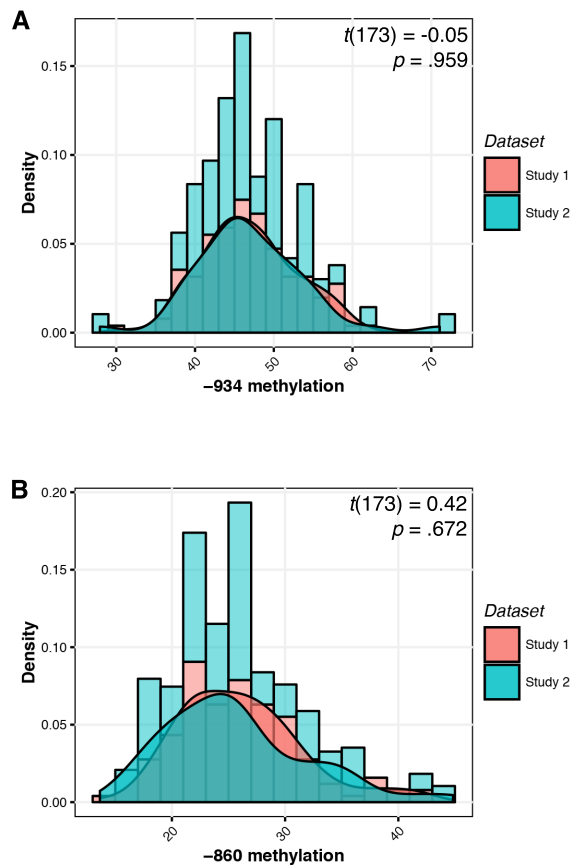 A
t(173) = -0.05
p = .959
Density
0.15
0.10
0.05
0.00
30
40
50
60
70
–934 methylation
Dataset
Study 1
Study 2
B
t(173) = 0.42
p = .672
Density
0.20
0.15
0.10
0.05
0.00
20
30
40
–860 methylation
Dataset
Study 1
Study 2